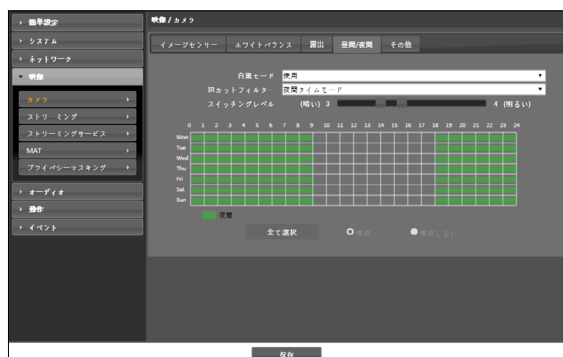 簡単設定
システム
ネットワーク
映像
カメラ
ストリーミング
ストリーミングサービス
MAT
プライバシーマスキング
オーディオ
動作
イベント
映像 / カメラ
イメージセンサー ホワイトバランス 露出 昼間/夜間 その他
白黒モード 使用
IRカットフィルター 夜間タイムモード
スイッチングレベル (暗い) 3 4 (明るい)
0 1 2 3 4 5 6 7 8 9 10 11 12 13 14 15 16 17 18 19 20 21 22 23 24
Mon
Tue
Wed
Thu
Fri
Sat
Sun
夜間
全て選択 使用 使用しない
保存